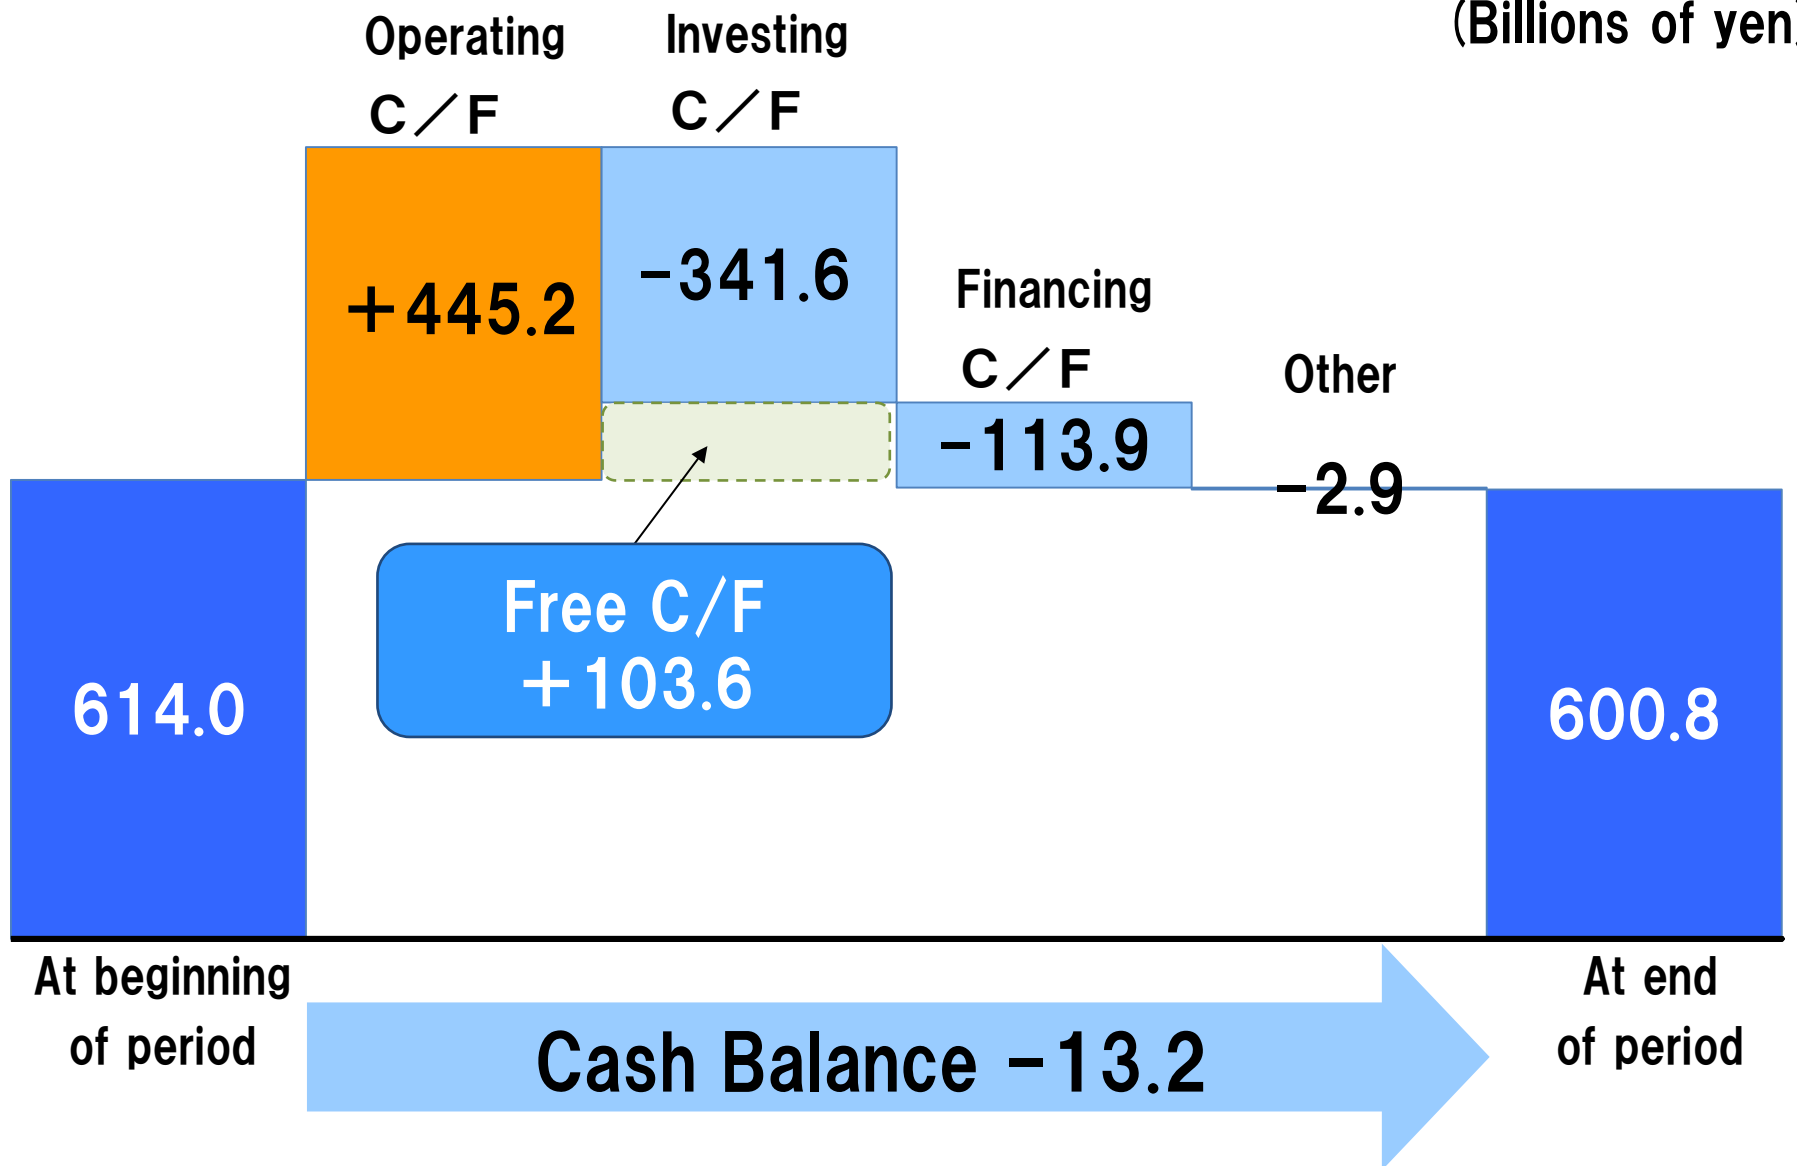 (Billions of yen)
Operating
C／F
Investing
C／F
+445.2
-341.6
Financing
C／F
-113.9
Other
-2.9
Free C/F
+103.6
614.0
600.8
At beginning
of period
At end
of period
Cash Balance -13.2